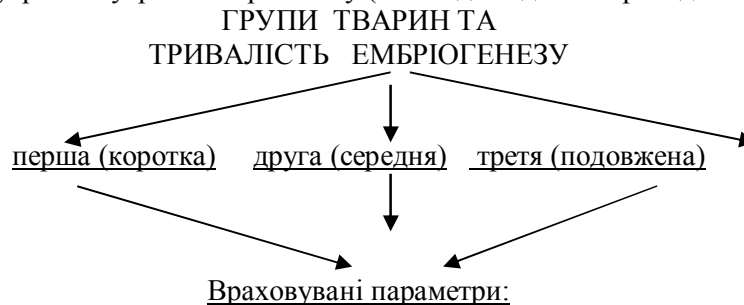 ГРУПИ ТВАРИН ТА
ТРИВАЛІСТЬ ЕМБРІОГЕНЕЗУ
перша (коротка) друга (середня) третя (подовжена)
Враховувані параметри: